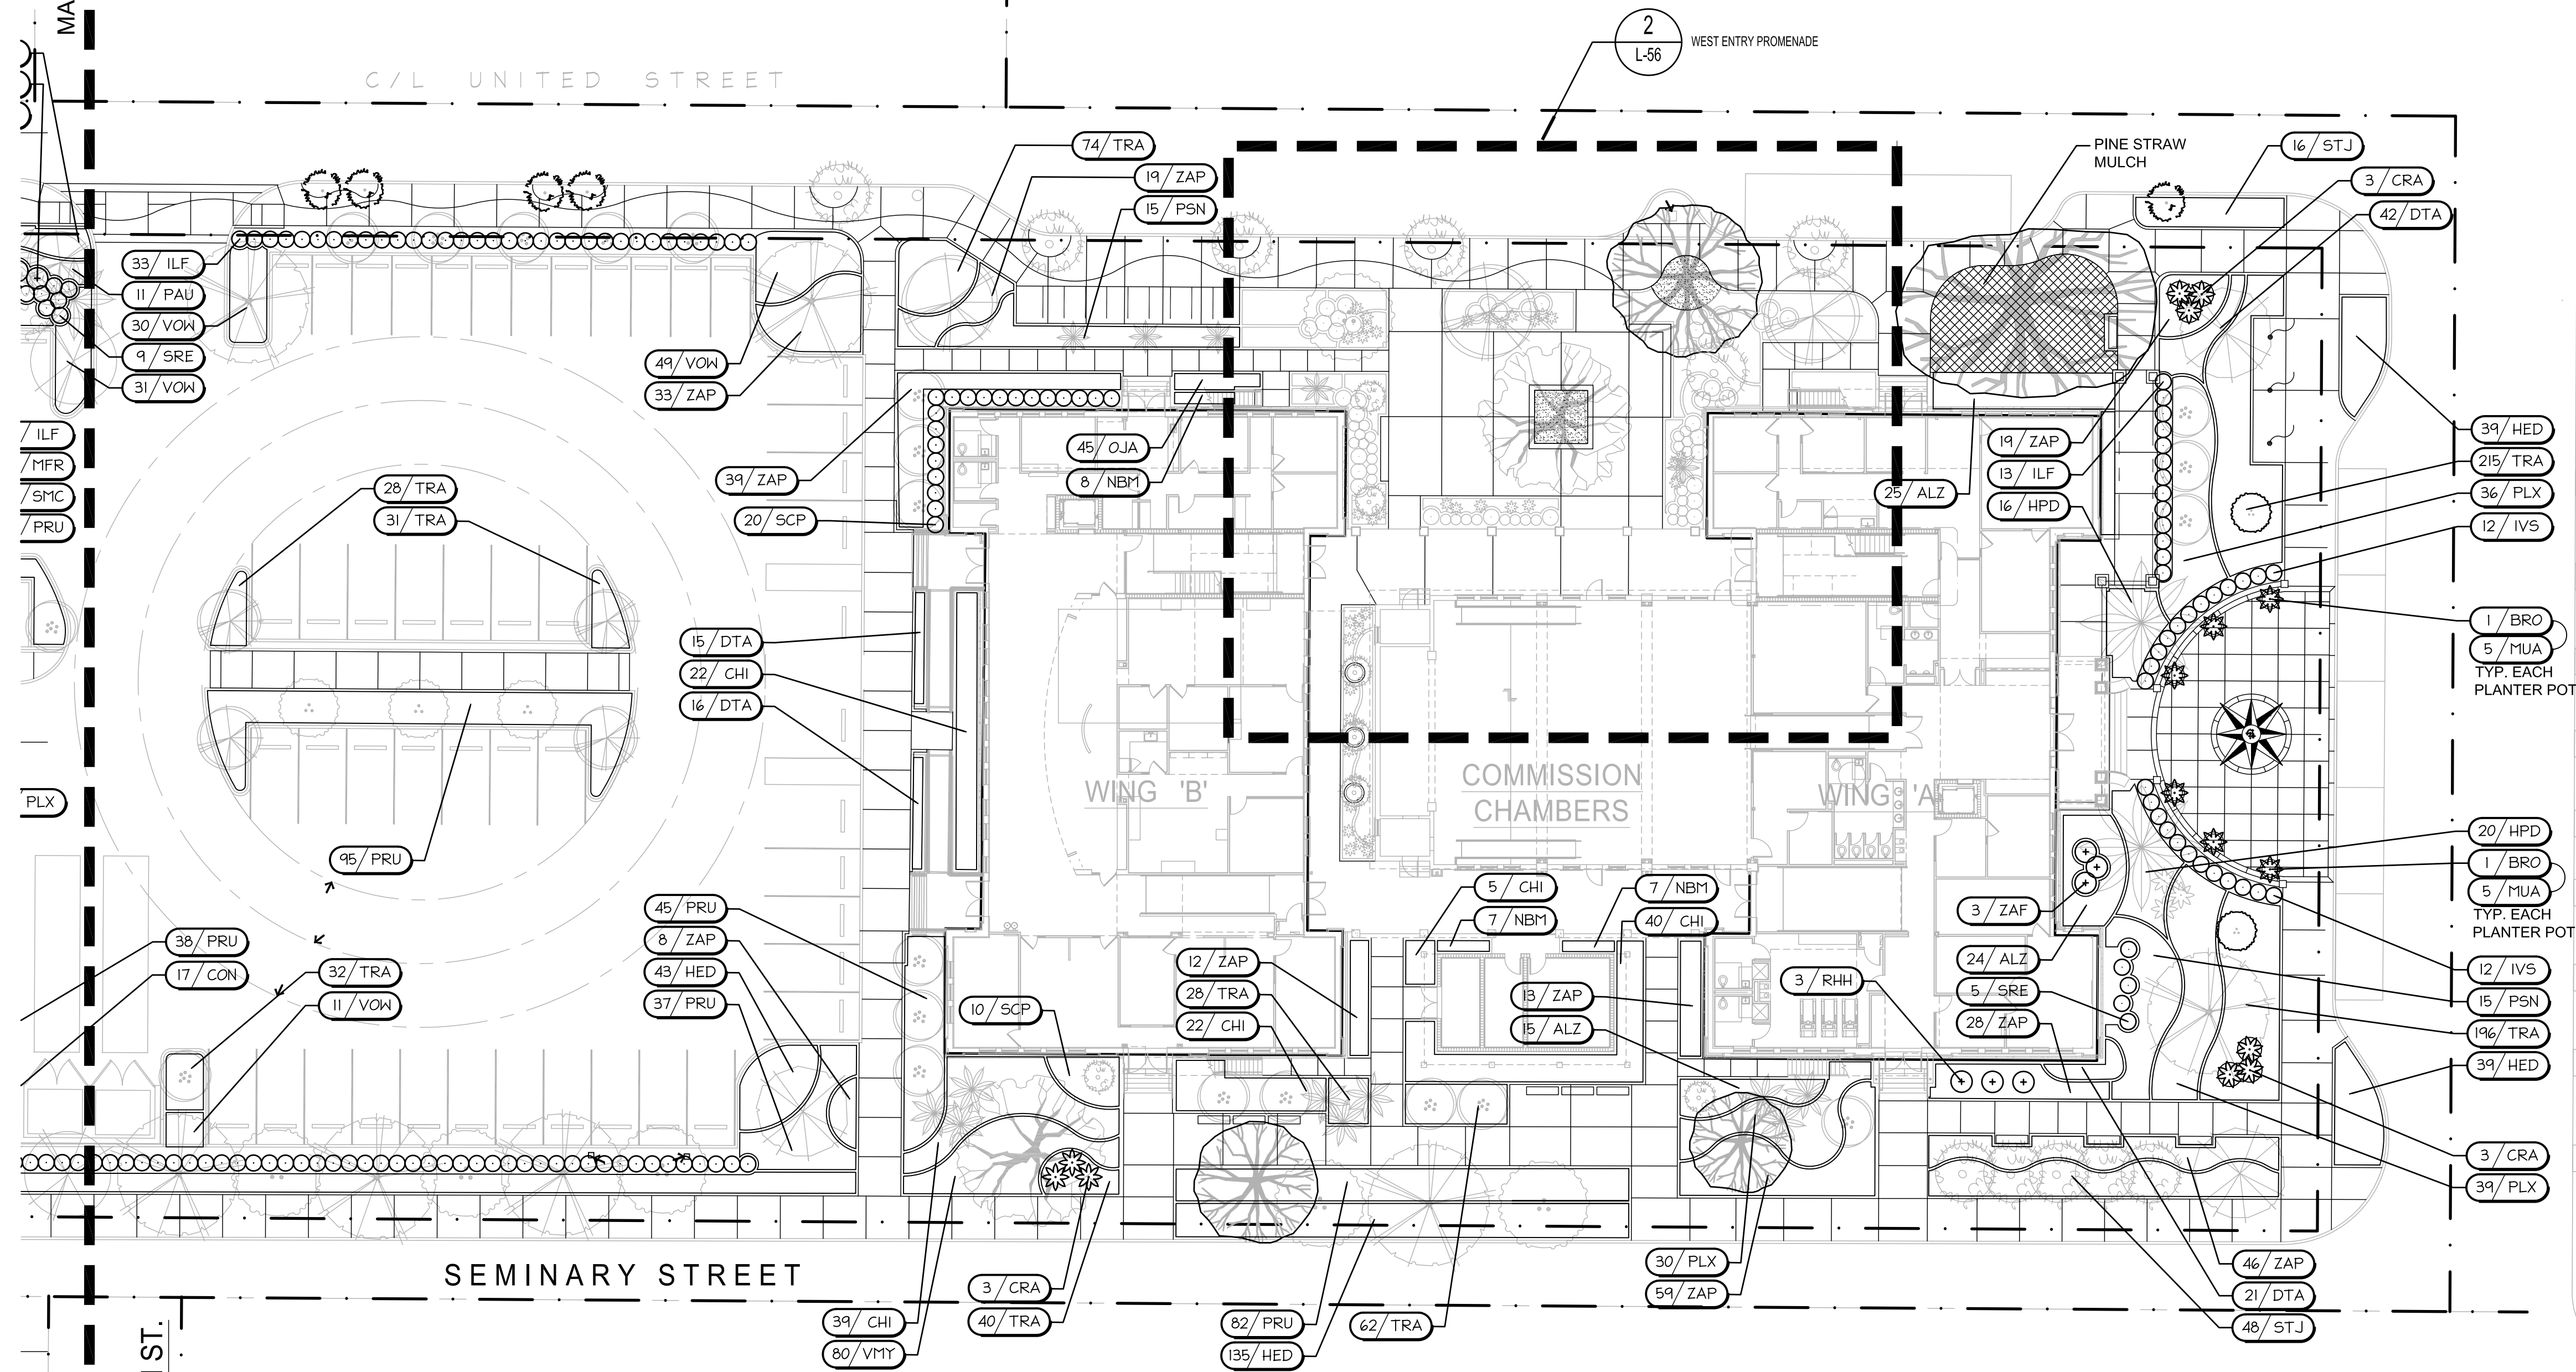 MA
C/L UNITED STREET
2
L-56
WEST ENTRY PROMENADE
74/TRA
19/ZAP
15/PSN
PINE STRAW
MULCH
16/STJ
3/CRA
42/DTA
33/ILF
11/PAU
30/VOW
9/SRE
31/VOW
49/VOW
33/ZAP
/ILF
/MFR
/SMC
/PRU
/PLX
28/TRA
31/TRA
39/ZAP
20/SCP
45/OJA
8/NBM
25/ALZ
19/ZAP
13/ILF
16/HPD
39/HED
215/TRA
36/PLX
12/IVS
1/BRO
5/MUA
TYP. EACH
PLANTER POT
15/DTA
22/CHI
16/DTA
WING 'B'
COMMISSION
CHAMBERS
WING 'A
95/PRU
20/HPD
1/BRO
5/MUA
TYP. EACH
PLANTER POT
45/PRU
8/ZAP
43/HED
37/PRU
38/PRU
17/CON
32/TRA
11/VOW
10/SCP
5/CHI
7/NBM
7/NBM
40/CHI
12/ZAP
28/TRA
22/CHI
13/ZAP
15/ALZ
3/RHH
3/ZAF
24/ALZ
5/SRE
28/ZAP
12/IVS
15/PSN
196/TRA
39/HED
3/CRA
39/PLX
SEMINARY STREET
3/CRA
40/TRA
39/CHI
80/VMY
82/PRU
135/HED
62/TRA
30/PLX
59/ZAP
46/ZAP
21/DTA
48/STJ
ST.